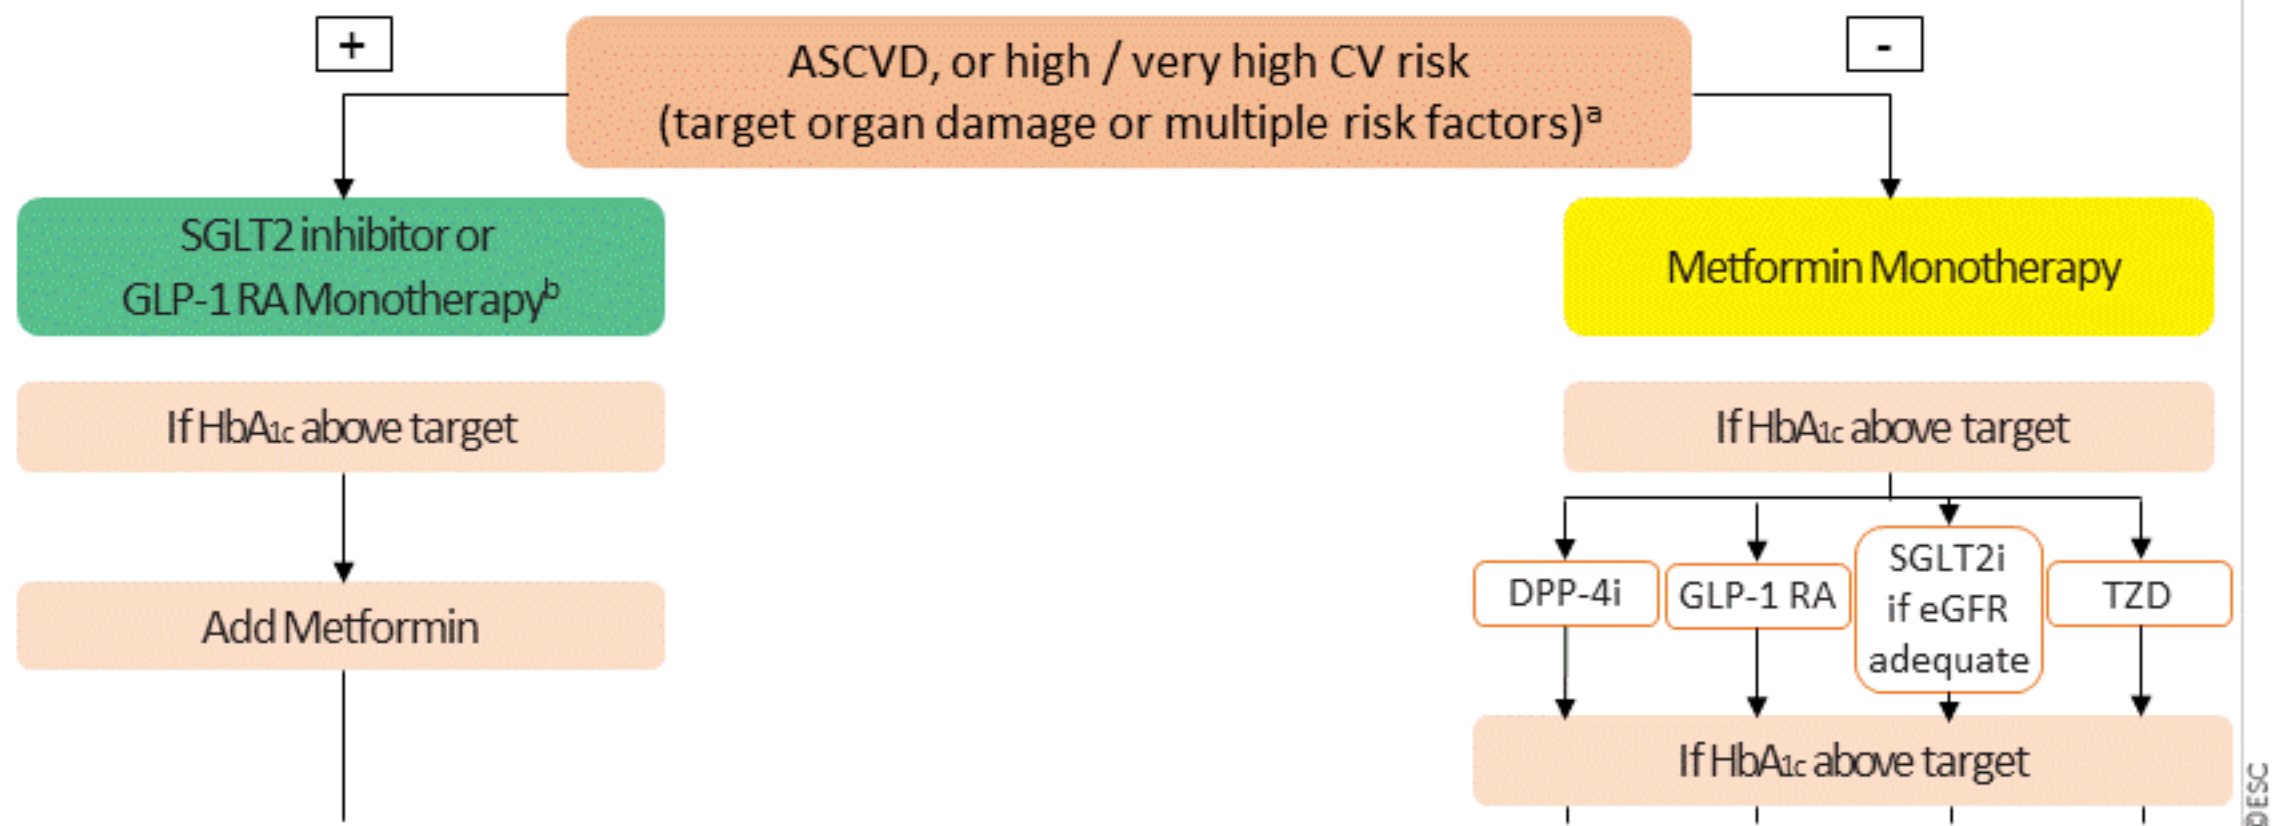 +
ASCVD, or high / very high CV risk
(target organ damage or multiple risk factors)ᵃ
-
SGLT2 inhibitor or
GLP-1 RA Monotherapyᵇ
If HbA1c above target
Add Metformin
Metformin Monotherapy
If HbA1c above target
DPP-4i
GLP-1 RA
SGLT2i
if eGFR
adequate
TZD
If HbA1c above target
©ESC